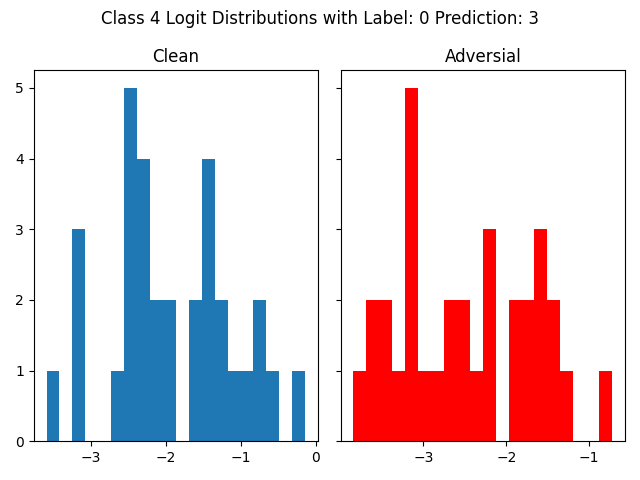 Class 4 Logit Distributions with Label: 0 Prediction: 3
Clean
Adversial
5
4
3
2
1
0
−3 −2 −1 0
−3 −2 −1